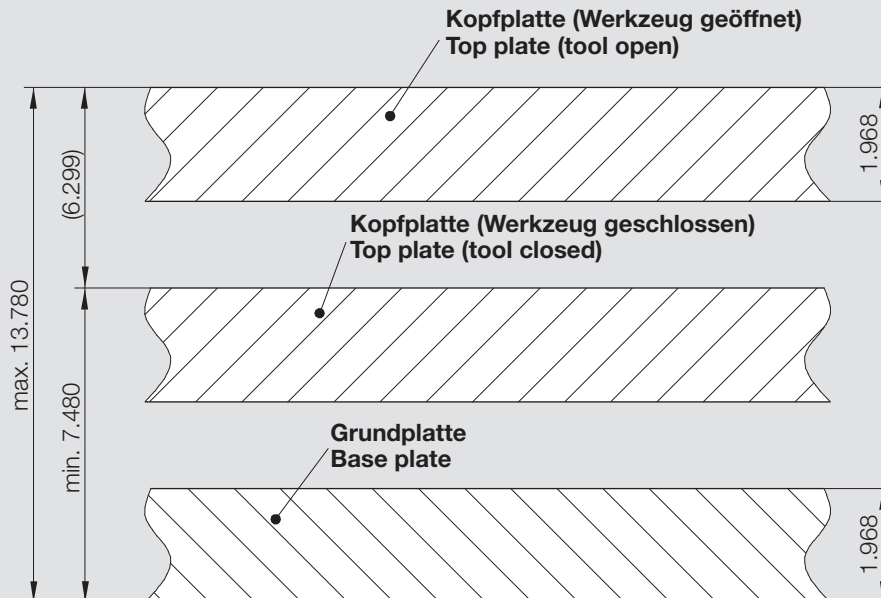 Kopfplatte (Werkzeug geöffnet)
Top plate (tool open)
1.968
(6.299)
Kopfplatte (Werkzeug geschlossen)
Top plate (tool closed)
max. 13.780
min. 7.480
Grundplatte
Base plate
1.968